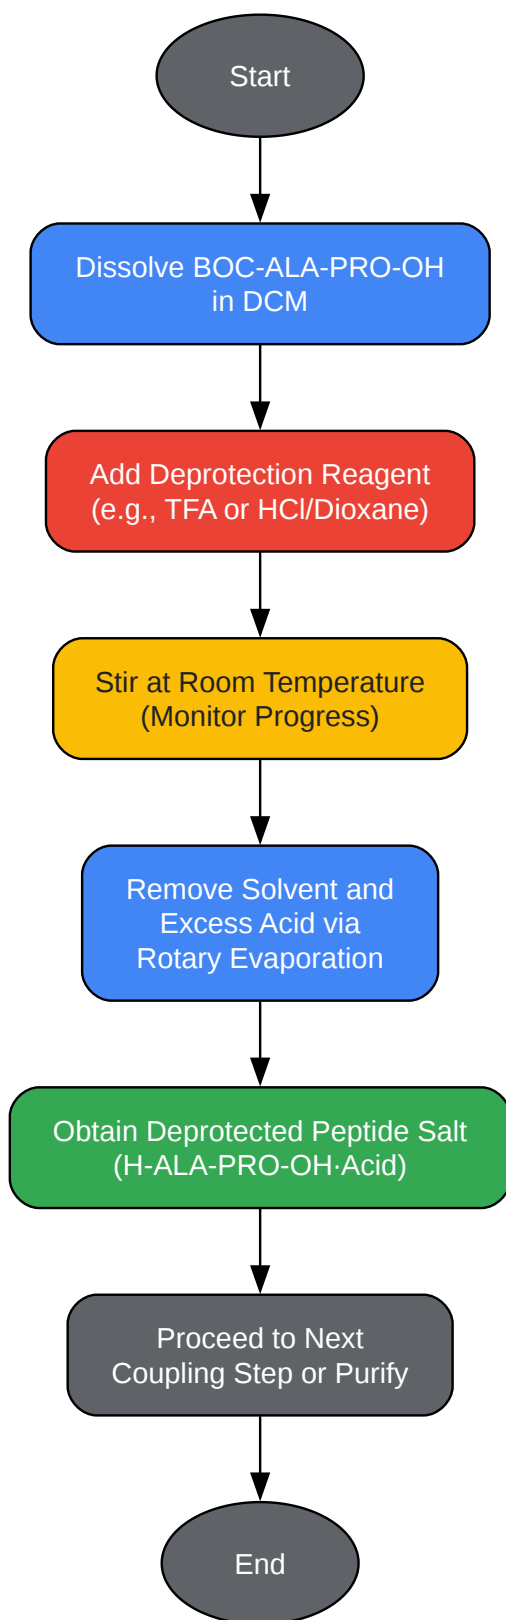 Start
Dissolve BOC-ALA-PRO-OH
in DCM
Add Deprotection Reagent
(e.g., TFA or HCl/Dioxane)
Stir at Room Temperature
(Monitor Progress)
Remove Solvent and
Excess Acid via
Rotary Evaporation
Obtain Deprotected Peptide Salt
(H-ALA-PRO-OH·Acid)
Proceed to Next
Coupling Step or Purify
End